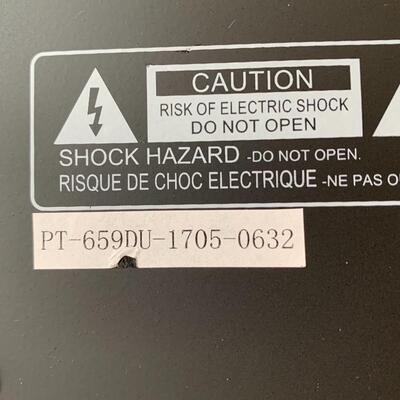 CAUTION
RISK OF ELECTRIC SHOCK
DO NOT OPEN
SHOCK HAZARD -DO NOT OPEN.
RISQUE DE CHOC ELECTRIQUE -NE PAS
PT-659DU-1705-0632